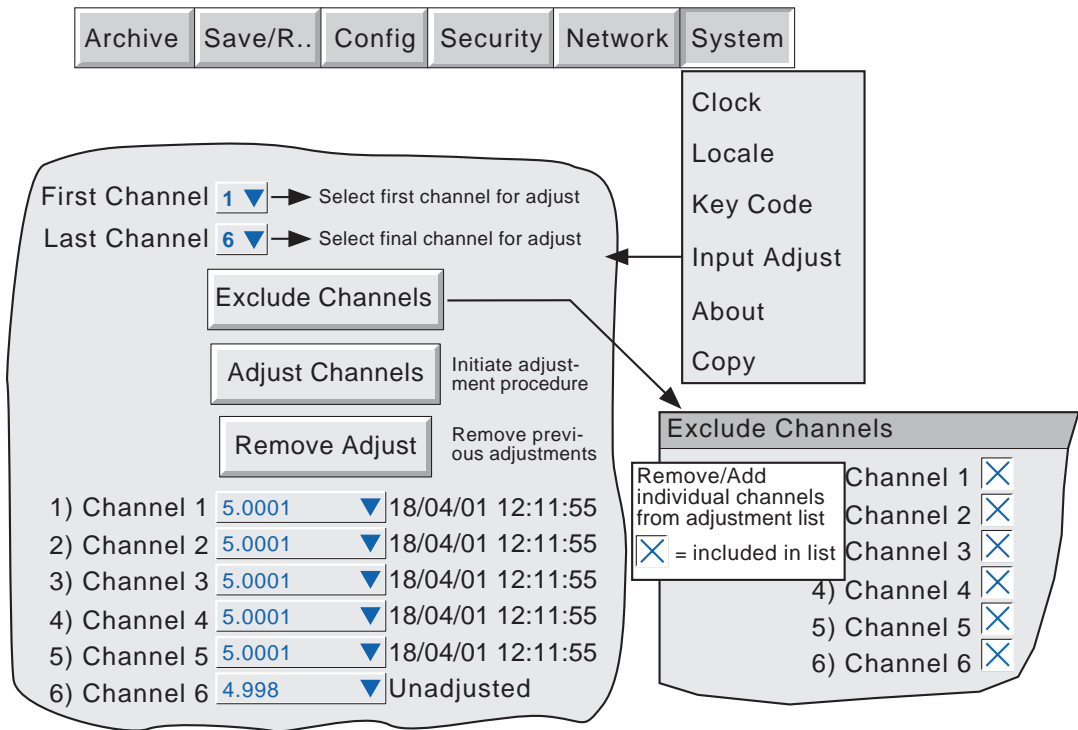 Archive Save/R.. Config Security Network System
Clock
Locale
Key Code
Input Adjust
About
Copy
First Channel 1 Select first channel for adjust
Last Channel 6 Select final channel for adjust
Exclude Channels
Adjust Channels Initiate adjust-
ment procedure
Remove Adjust Remove previ-
ous adjustments
1) Channel 1 5.0001 18/04/01 12:11:55
2) Channel 2 5.0001 18/04/01 12:11:55
3) Channel 3 5.0001 18/04/01 12:11:55
4) Channel 4 5.0001 18/04/01 12:11:55
5) Channel 5 5.0001 18/04/01 12:11:55
6) Channel 6 4.998 Unadjusted
Exclude Channels
Remove/Add
individual channels
from adjustment list
= included in list
Channel 1
Channel 2
Channel 3
4) Channel 4
5) Channel 5
6) Channel 6